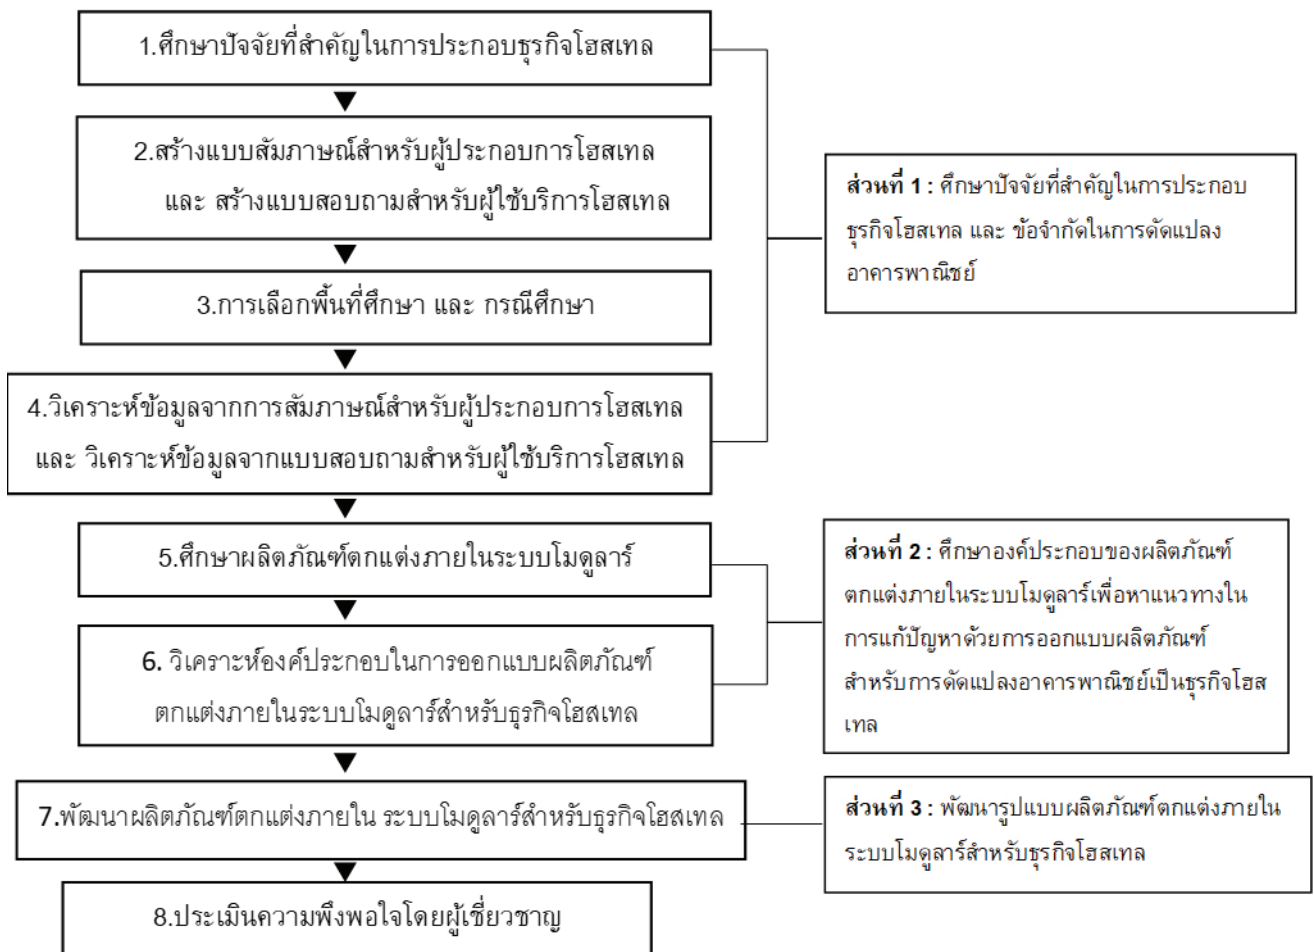 1.ศึกษาปัจจัยที่สำคัญในการประกอบธุรกิจโฮสเทล
2.สร้างแบบสัมภาษณ์สำหรับผู้ประกอบการโฮสเทล
และ สร้างแบบสอบถามสำหรับผู้ใช้บริการโฮสเทล
3.การเลือกพื้นที่ศึกษา และ กรณีศึกษา
4.วิเคราะห์ข้อมูลจากการสัมภาษณ์สำหรับผู้ประกอบการโฮสเทล
และ วิเคราะห์ข้อมูลจากแบบสอบถามสำหรับผู้ใช้บริการโฮสเทล
ส่วนที่ 1 : ศึกษาปัจจัยที่สำคัญในการประกอบ
ธุรกิจโฮสเทล และ ข้อจำกัดในการดัดแปลง
อาคารพาณิชย์
5.ศึกษาผลิตภัณฑ์ตกแต่งภายในระบบโมดูลาร์
6. วิเคราะห์องค์ประกอบในการออกแบบผลิตภัณฑ์
ตกแต่งภายในระบบโมดูลาร์สำหรับธุรกิจโฮสเทล
ส่วนที่ 2 : ศึกษาองค์ประกอบของผลิตภัณฑ์
ตกแต่งภายในระบบโมดูลาร์เพื่อหาแนวทางใน
การแก้ปัญหาด้วยการออกแบบผลิตภัณฑ์
สำหรับการดัดแปลงอาคารพาณิชย์เป็นธุรกิจโฮส
เทล
7.พัฒนาผลิตภัณฑ์ตกแต่งภายใน ระบบโมดูลาร์สำหรับธุรกิจโฮสเทล
ส่วนที่ 3 : พัฒนารูปแบบผลิตภัณฑ์ตกแต่งภายใน
ระบบโมดูลาร์สำหรับธุรกิจโฮสเทล
8.ประเมินความพึงพอใจโดยผู้เชี่ยวชาญ